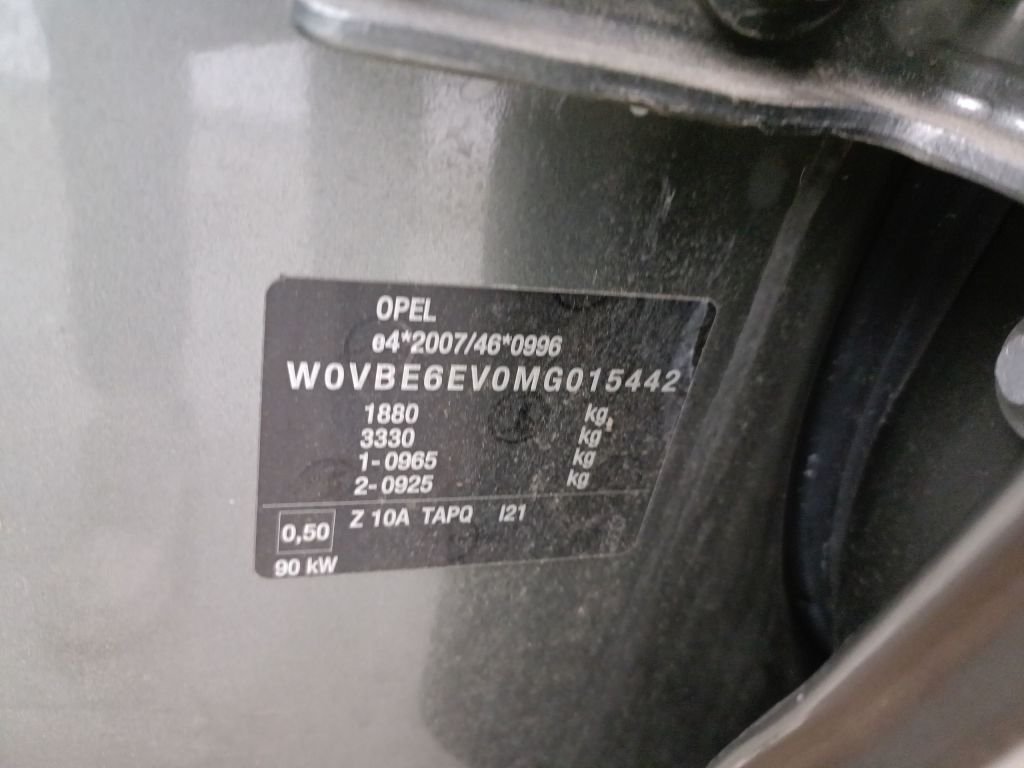 OPEL
e4*2007/46*0996
W0VBE6EV0MG015442
1880 kg
3330 kg
1-0965 kg
2-0925 kg
0,50 Z 10A TAPQ I21
90 kW